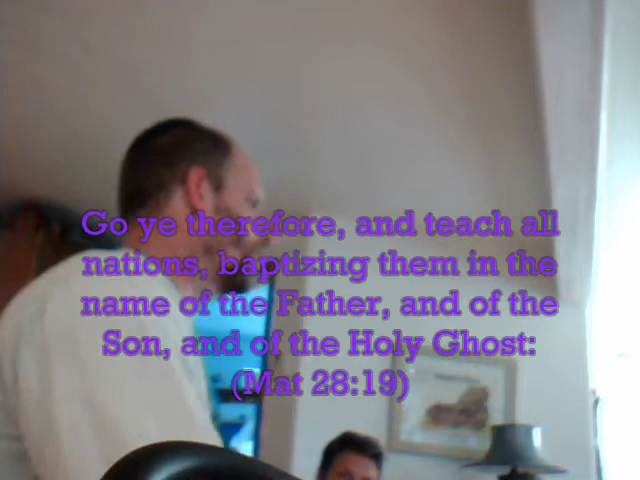 Go ye therefore, and teach all
nations, baptizing them in the
name of the Father, and of the
Son, and of the Holy Ghost:
(Mat 28:19)